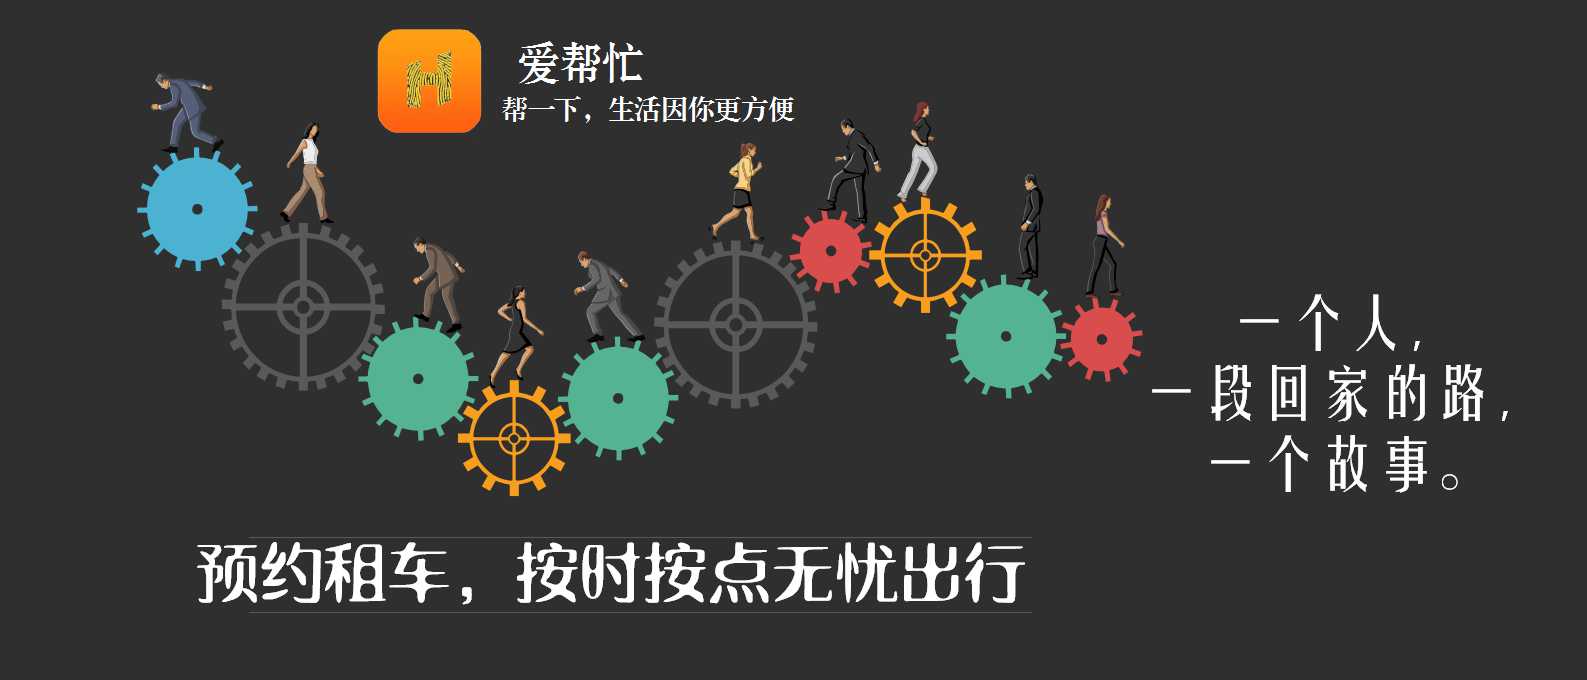 H
爱帮忙
帮一下，生活因你更方便
一个人，
一段回家的路，
一个故事。
预约租车，按时按点无忧出行